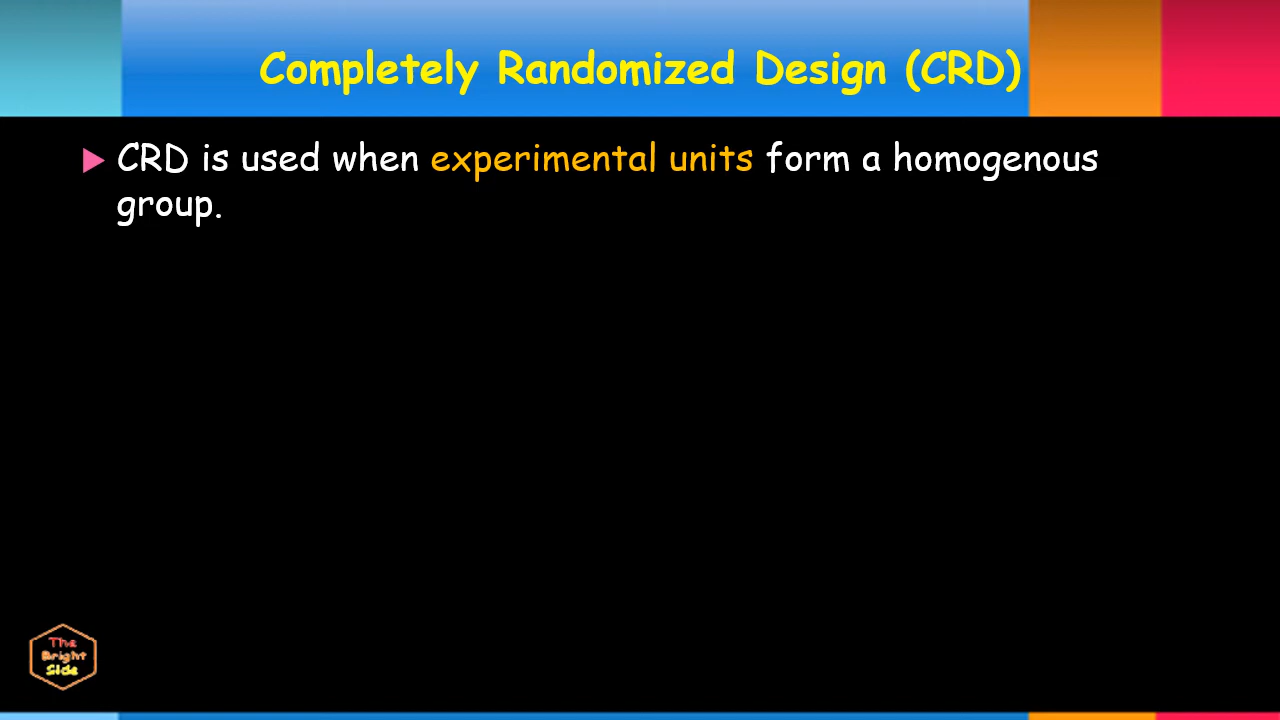 Completely Randomized Design (CRD)
CRD is used when experimental units form a homogenous
group.
The
Bright
Side